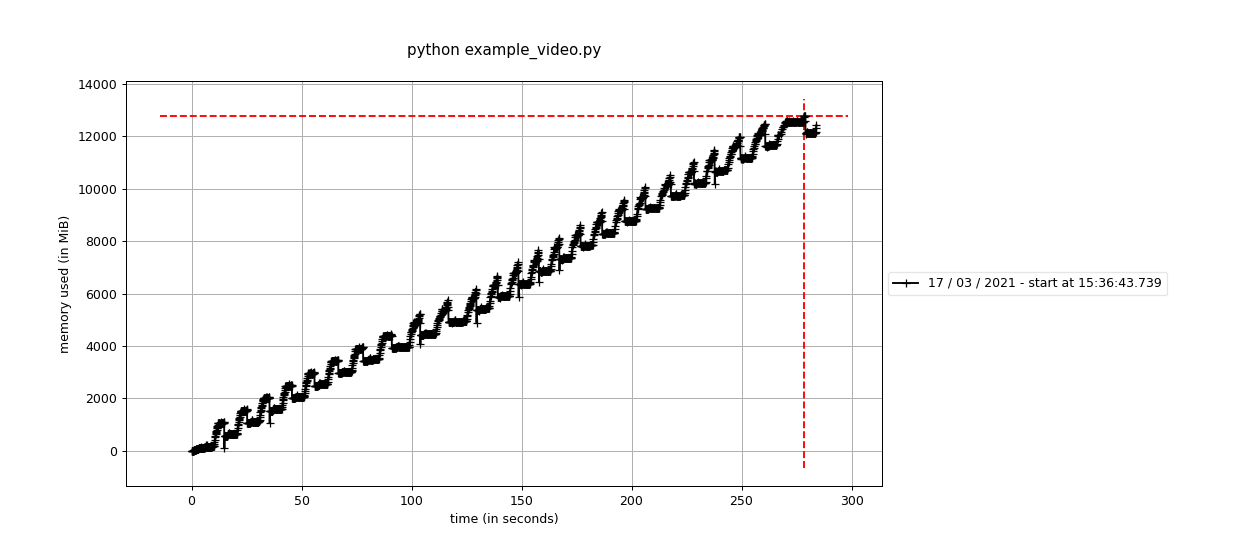 python example_video.py
14000
12000
10000
8000
6000
4000
2000
0
memory used (in MiB)
0 50 100 150 200 250 300
time (in seconds)
17 / 03 / 2021 - start at 15:36:43.739